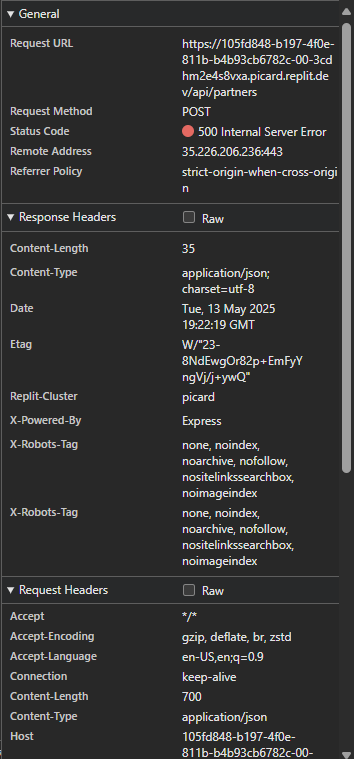 General
Request URL
https://105fd848-b197-4f0e-
811b-b4b93cb6782c-00-3cd
hm2e4s8vxa.picard.replit.de
v/api/partners
Request Method
POST
Status Code
500 Internal Server Error
Remote Address
35.226.206.236:443
Referrer Policy
strict-origin-when-cross-origi
n
Response Headers
Raw
Content-Length
35
Content-Type
application/json;
charset=utf-8
Date
Tue, 13 May 2025
19:22:19 GMT
Etag
W/"23-
8NdEwgOr82p+EmFyY
ngVj/j+ywQ"
Replit-Cluster
picard
X-Powered-By
Express
X-Robots-Tag
none, noindex,
noarchive, nofollow,
nositelinkssearchbox,
noimageindex
X-Robots-Tag
none, noindex,
noarchive, nofollow,
nositelinkssearchbox,
noimageindex
Request Headers
Raw
Accept
*/*
Accept-Encoding
gzip, deflate, br, zstd
Accept-Language
en-US,en;q=0.9
Connection
keep-alive
Content-Length
700
Content-Type
application/json
Host
105fd848-b197-4f0e-
811b-b4b93cb6782c-00-